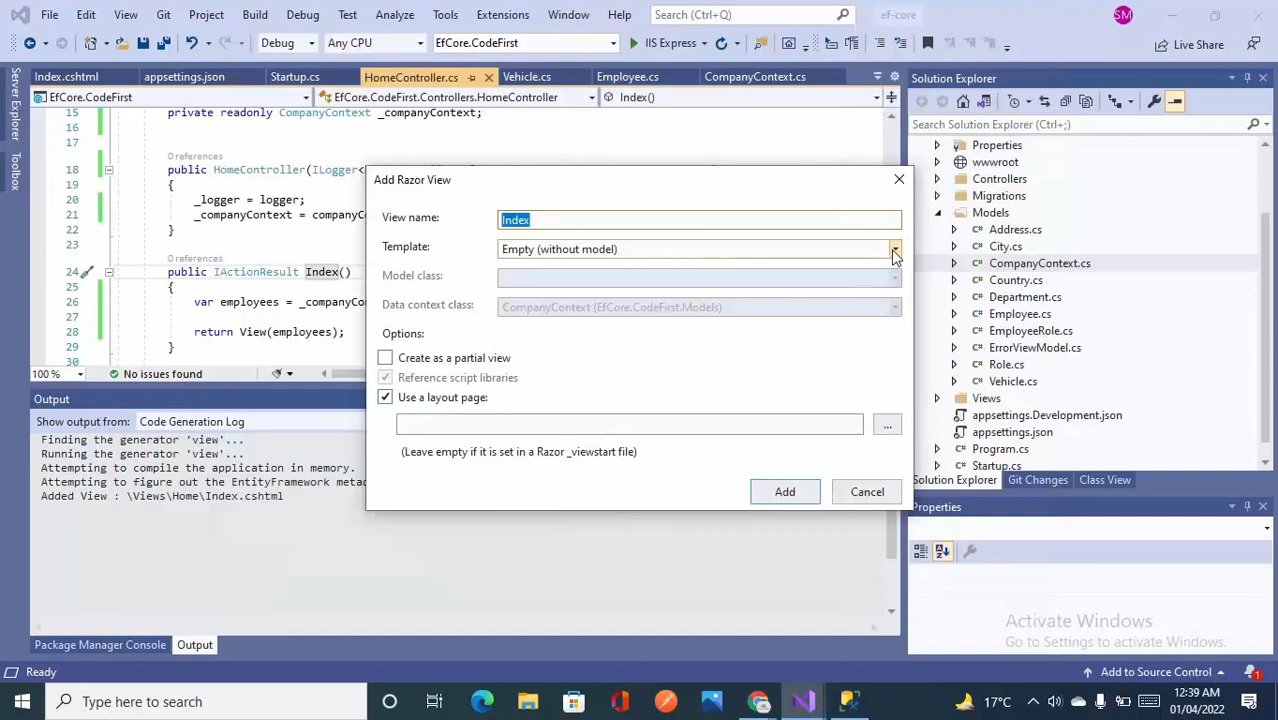 File Edit View Git Project Build Debug Test Analyze Tools Extensions Window Help Search (Ctrl+Q) ef-core SM
Debug Any CPU EfCore.CodeFirst IIS Express Live Share
Server Explorer
Toolbox
Index.cshtml appsettings.json Startup.cs HomeController.cs Vehicle.cs Employee.cs CompanyContext.cs
EfCore.CodeFirst EfCore.CodeFirst.Controllers.HomeController Index()
15 private readonly CompanyContext _companyContext;
16
17
0 references
18 public HomeController(ILogger<
19 {
20 _logger = logger;
21 _companyContext = companyC
22 }
23
0 references
24 public IActionResult Index()
25 {
26 var employees = _companyCo
27
28 return View(employees);
29 }
30
100 % No issues found
Output
Show output from: Code Generation Log
Finding the generator 'view'...
Running the generator 'view'...
Attempting to compile the application in memory.
Attempting to figure out the EntityFramework metad
Added View : \Views\Home\Index.cshtml
Package Manager Console Output
Add Razor View
View name: Index
Template: Empty (without model)
Model class:
Data context class: CompanyContext (EfCore.CodeFirst.Models)
Options:
Create as a partial view
Reference script libraries
Use a layout page:
...
(Leave empty if it is set in a Razor _viewstart file)
Add Cancel
Solution Explorer
Search Solution Explorer (Ctrl+;)
Properties
wwwroot
Controllers
Migrations
Models
C# Address.cs
C# City.cs
C# CompanyContext.cs
C# Country.cs
C# Department.cs
C# Employee.cs
C# EmployeeRole.cs
C# ErrorViewModel.cs
C# Role.cs
C# Vehicle.cs
Views
appsettings.Development.json
appsettings.json
C# Program.cs
C# Startup.cs
Solution Explorer Git Changes Class View
Properties
Activate Windows
Go to Settings to activate Windows.
Ready Add to Source Control 1
Type here to search 17°C 12:39 AM
01/04/2022